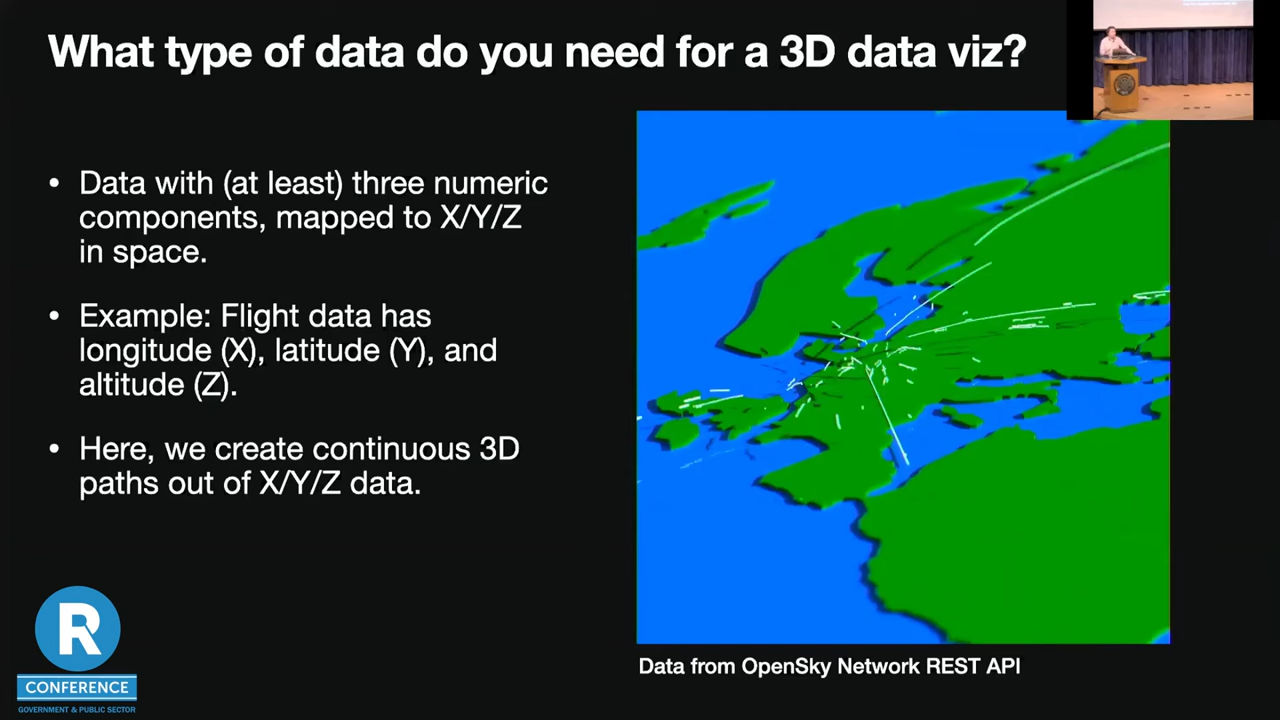 What type of data do you need for a 3D data viz?
• Data with (at least) three numeric
components, mapped to X/Y/Z
in space.
• Example: Flight data has
longitude (X), latitude (Y), and
altitude (Z).
• Here, we create continuous 3D
paths out of X/Y/Z data.
Data from OpenSky Network REST API
R
CONFERENCE
GOVERNMENT & PUBLIC SECTOR